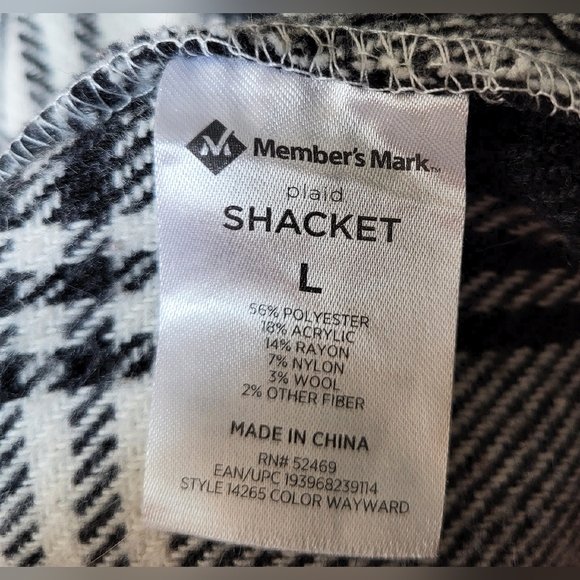 Member's Mark™
plaid
SHACKET
L
56% POLYESTER
18% ACRYLIC
14% RAYON
7% NYLON
3% WOOL
2% OTHER FIBER
MADE IN CHINA
RN# 52469
EAN/UPC 193968239114
STYLE 14265 COLOR WAYWARD